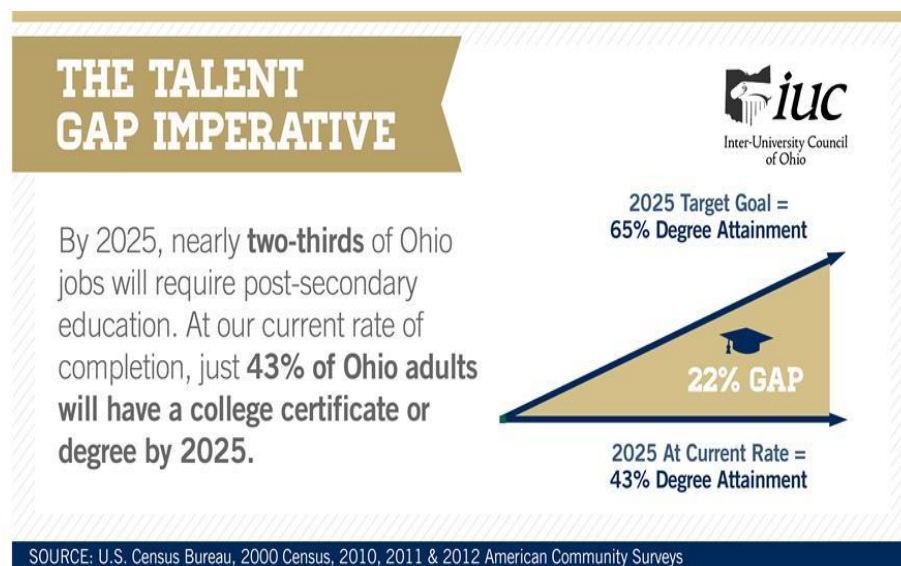 THE TALENT
GAP IMPERATIVE
iuc
Inter-University Council
of Ohio
By 2025, nearly two-thirds of Ohio
jobs will require post-secondary
education. At our current rate of
completion, just 43% of Ohio adults
will have a college certificate or
degree by 2025.
2025 Target Goal =
65% Degree Attainment
22% GAP
2025 At Current Rate =
43% Degree Attainment
SOURCE: U.S. Census Bureau, 2000 Census, 2010, 2011 & 2012 American Community Surveys